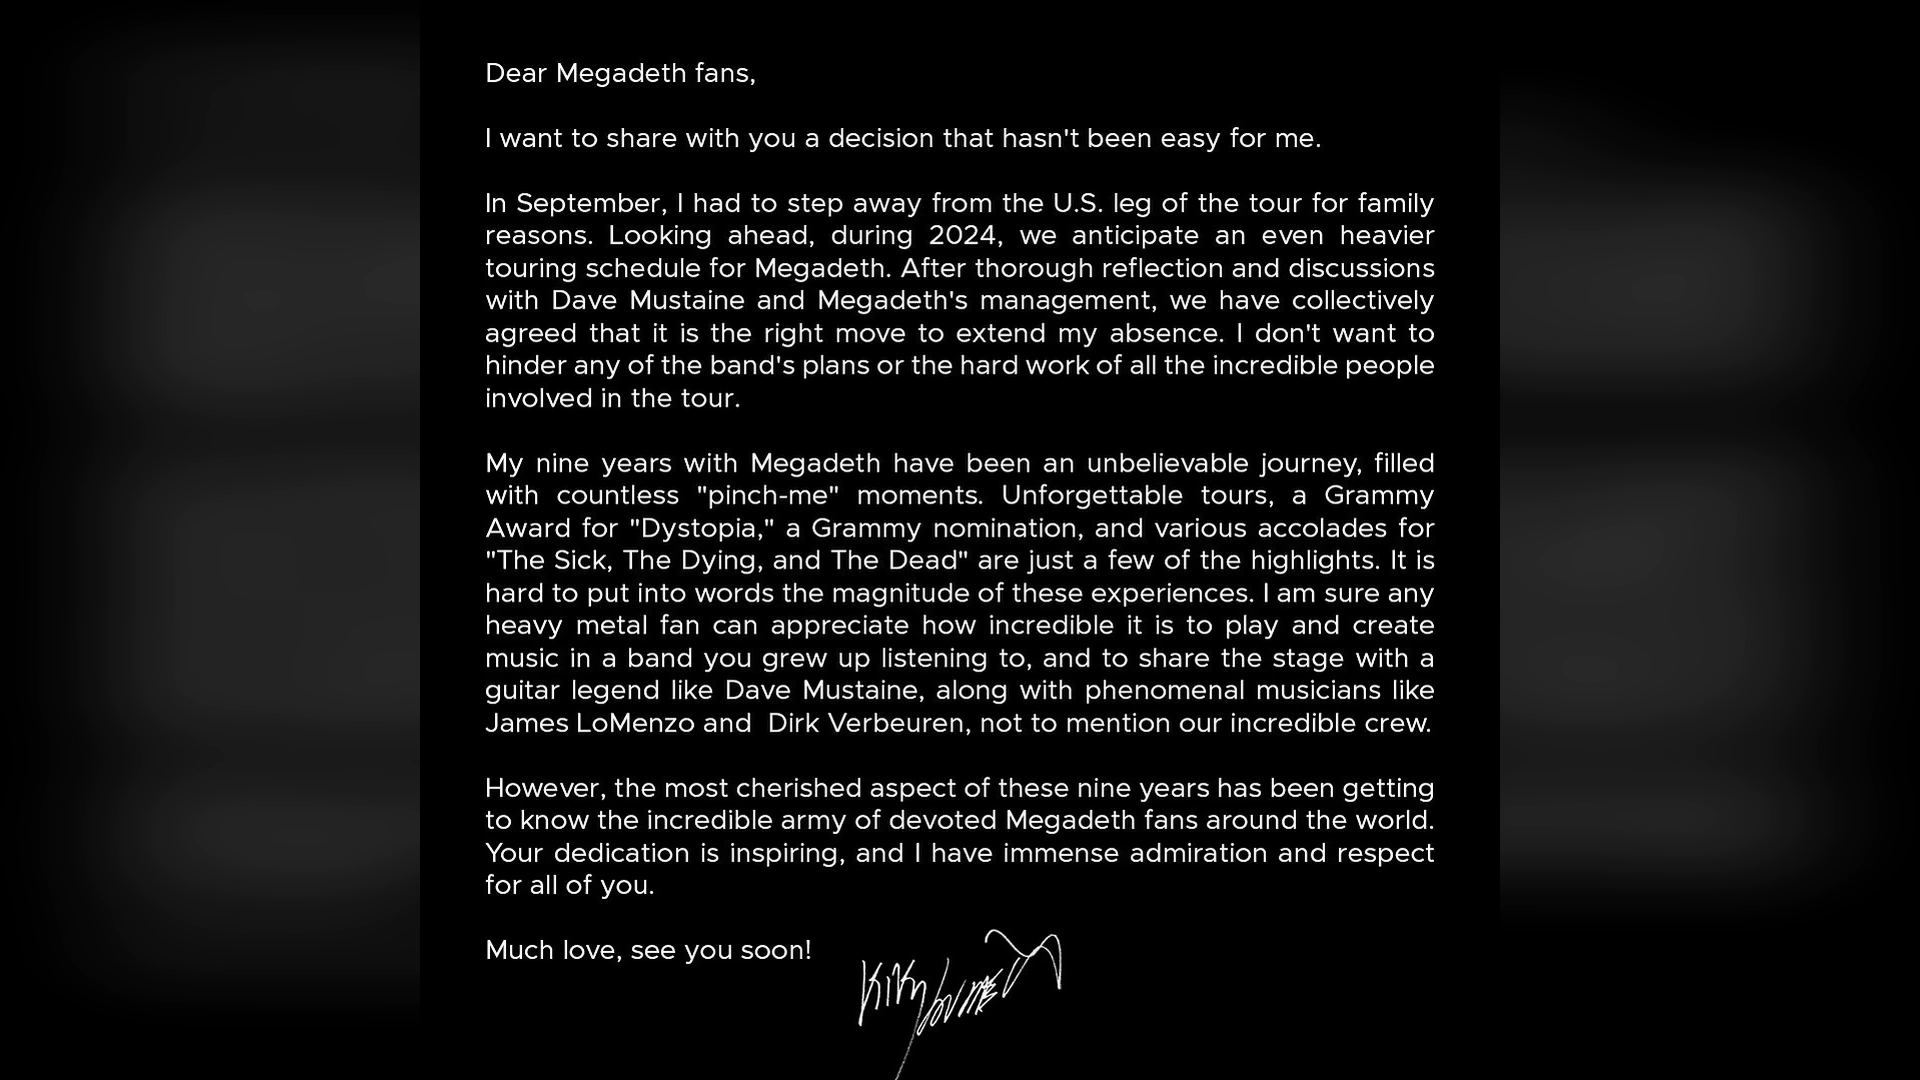 Dear Megadeth fans,
I want to share with you a decision that hasn't been easy for me.
In September, I had to step away from the U.S. leg of the tour for family
reasons. Looking ahead, during 2024, we anticipate an even heavier
touring schedule for Megadeth. After thorough reflection and discussions
with Dave Mustaine and Megadeth's management, we have collectively
agreed that it is the right move to extend my absence. I don't want to
hinder any of the band's plans or the hard work of all the incredible people
involved in the tour.
My nine years with Megadeth have been an unbelievable journey, filled
with countless "pinch-me" moments. Unforgettable tours, a Grammy
Award for "Dystopia," a Grammy nomination, and various accolades for
"The Sick, The Dying, and The Dead" are just a few of the highlights. It is
hard to put into words the magnitude of these experiences. I am sure any
heavy metal fan can appreciate how incredible it is to play and create
music in a band you grew up listening to, and to share the stage with a
guitar legend like Dave Mustaine, along with phenomenal musicians like
James LoMenzo and  Dirk Verbeuren, not to mention our incredible crew.
However, the most cherished aspect of these nine years has been getting
to know the incredible army of devoted Megadeth fans around the world.
Your dedication is inspiring, and I have immense admiration and respect
for all of you.
Much love, see you soon!